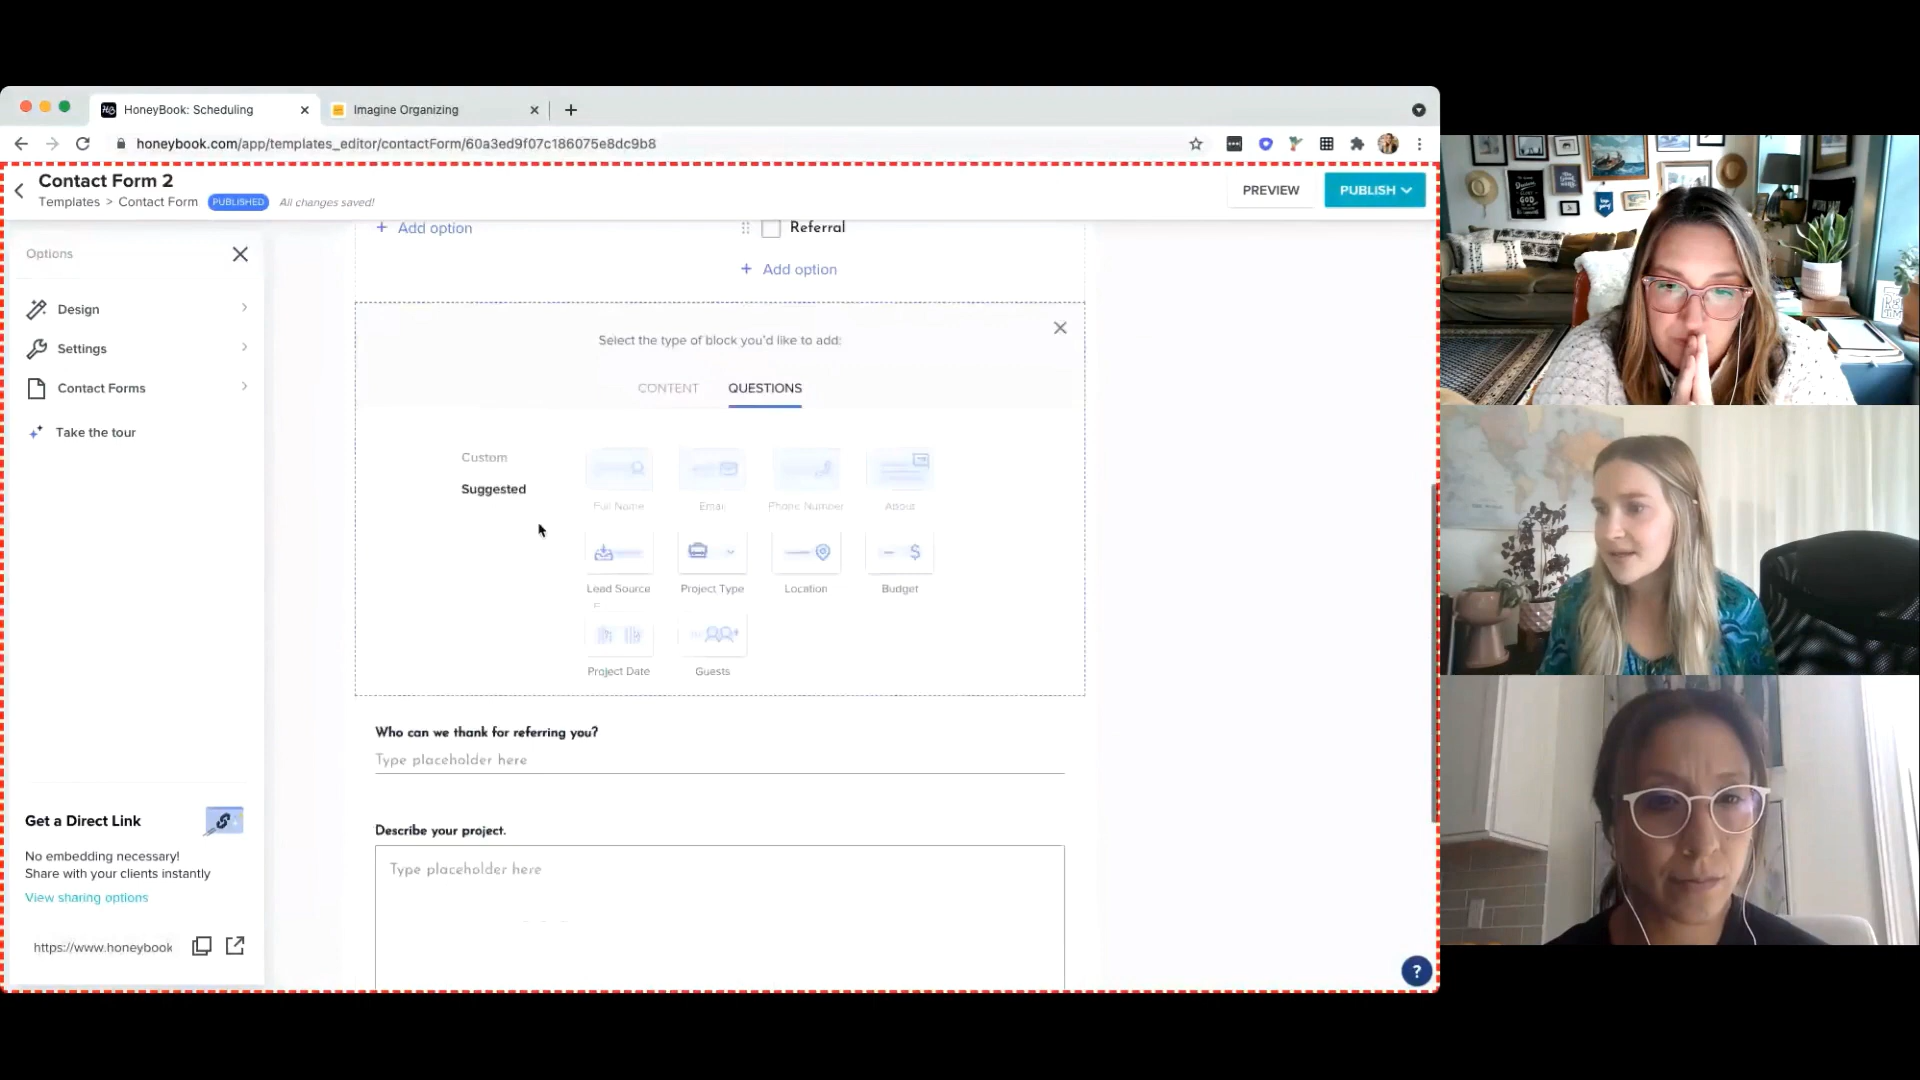 HoneyBook: Scheduling
Imagine Organizing
honeybook.com/app/templates_editor/contactForm/60a3ed9f07c186075e8dc9b8
Contact Form 2
Templates > Contact Form PUBLISHED All changes saved!
PREVIEW
PUBLISH
Options
Design
Settings
Contact Forms
Take the tour
Get a Direct Link
No embedding necessary!
Share with your clients instantly
View sharing options
https://www.honeybook
+ Add option
Referral
+ Add option
Select the type of block you'd like to add:
CONTENT QUESTIONS
Custom
Suggested
Full Name Email Phone Number About
Lead Source Project Type Location Budget
Project Date Guests
Who can we thank for referring you?
Type placeholder here
Describe your project.
Type placeholder here
?